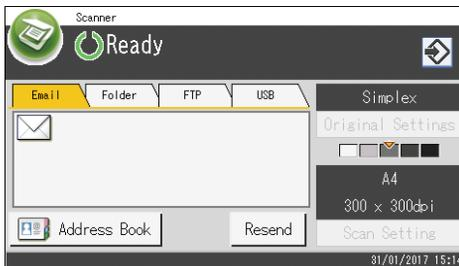 Scanner
Ready
Email Folder FTP USB
Simplex
Original Settings
A4
300 x 300dpi
Address Book Resend
Scan Setting
31/01/2017 15:14